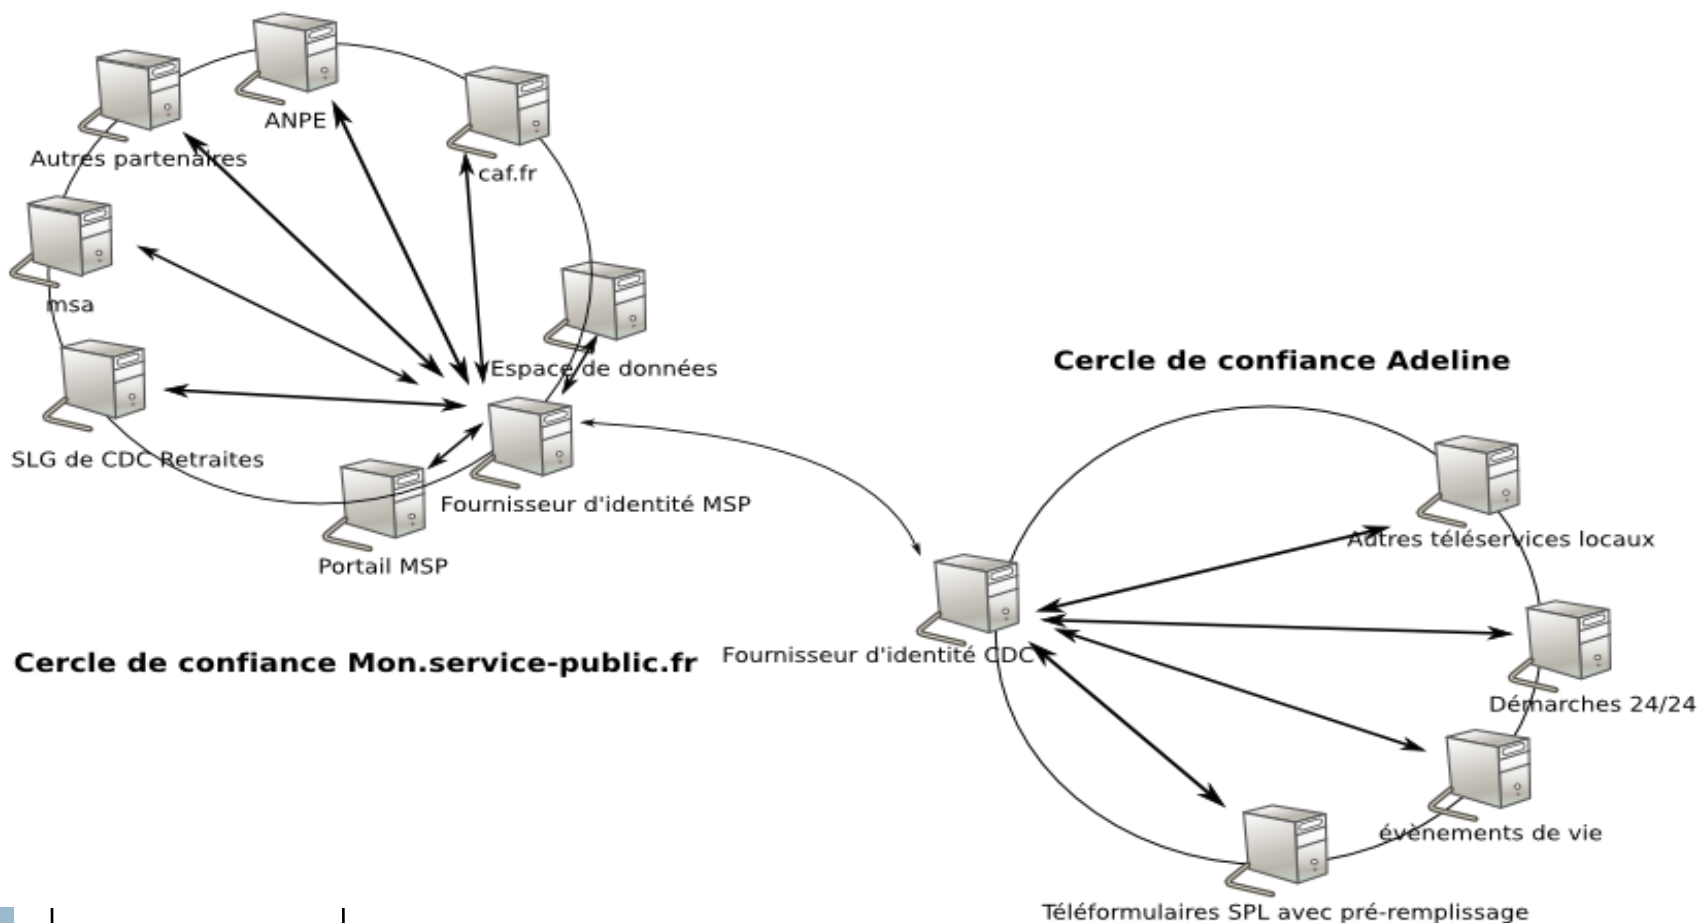 ANPE
Autres partenaires
caf.fr
msa
Espace de données
Cercle de confiance Adeline
SLG de CDC Retraites
Fournisseur d'identité MSP
Autres téléservices locaux
Portail MSP
Cercle de confiance Mon.service-public.fr
Fournisseur d'identité CDC
Démarches 24/24
évènements de vie
Téléformulaires SPL avec pré-remplissage